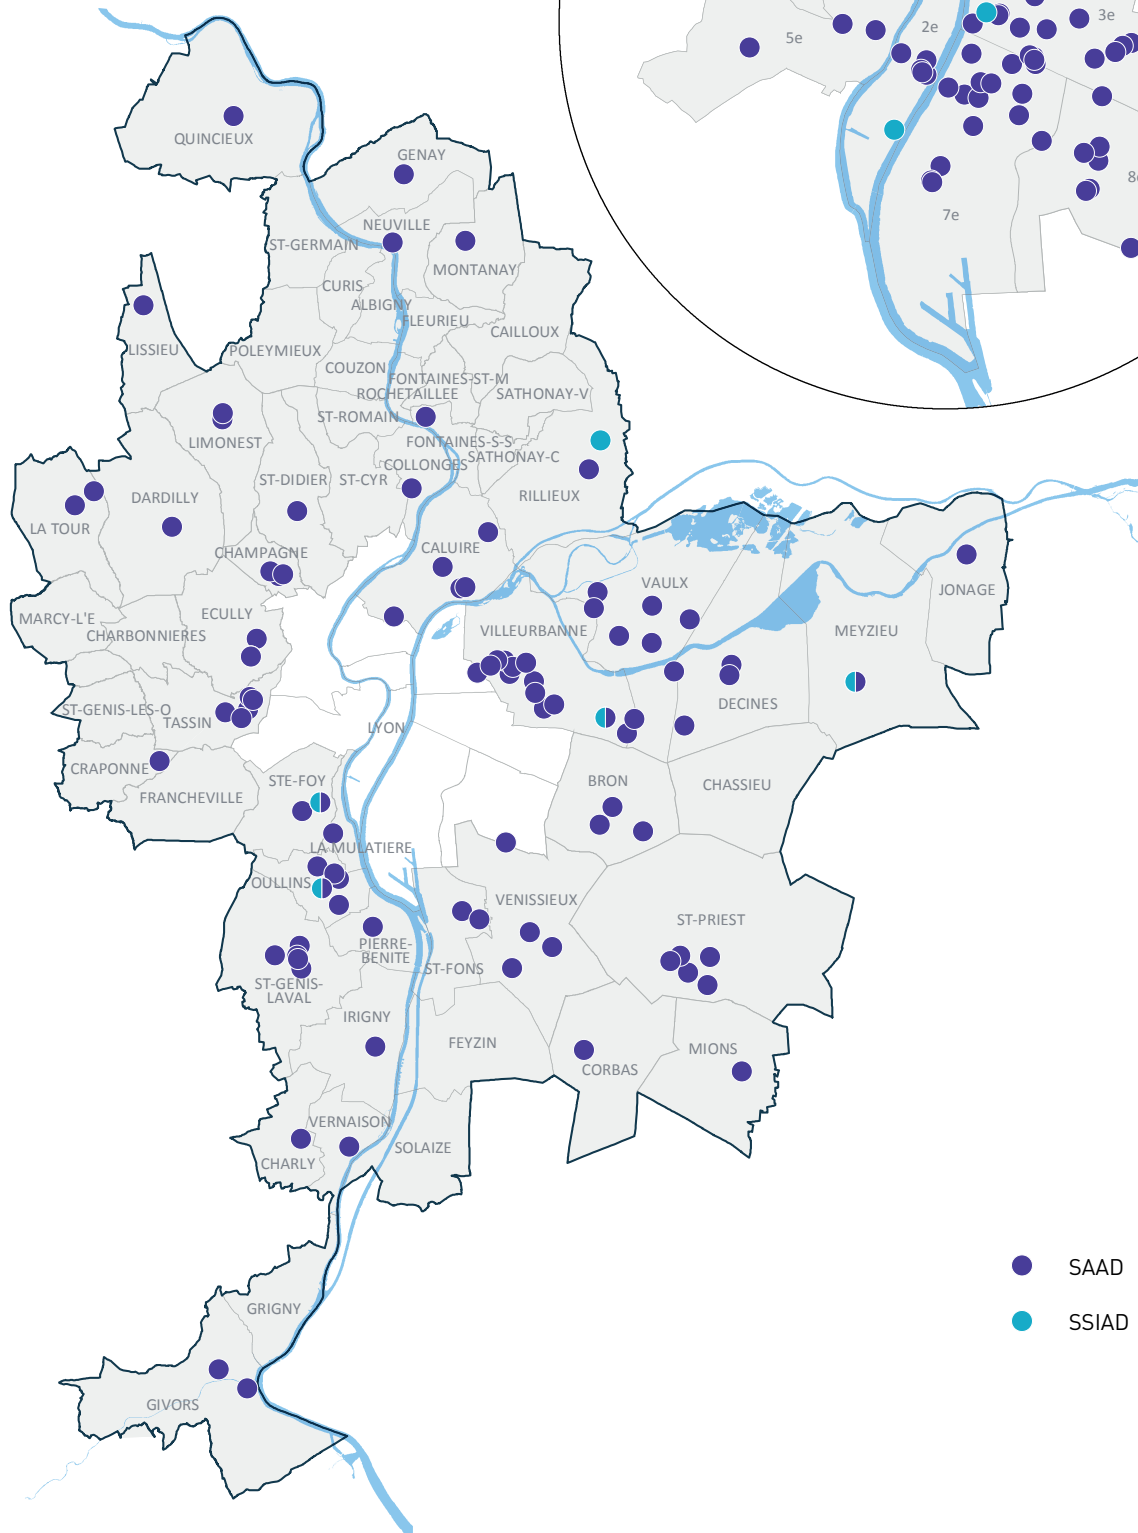 3e
2e
5e
QUINCIEUX
GENAY
8
7e
NEUVILLE
ST-GERMAIN
MONTANAY
CURIS
ALBIGNY
FLEURIEU
CAILLOUX
LISSIEU
POLEYMIEUX
COUZON
FONTAINES-ST-M
ROCHETAILLEE
SATHONAY-V
ST-ROMAIN
LIMONEST
FONTAINES-S-S
SATHONAY-C
COLLONGES
ST-DIDIER
ST-CYR
DARDILLY
RILLIEUX
LA TOUR
CHAMPAGNE
CALUIRE
VAULX
JONAGE
MARCY-L'E
ECULLY
CHARBONNIERES
VILLEURBANNE
MEYZIEU
ST-GENIS-LES-O
TASSIN
DECINES
LYON
CRAPONNE
STE-FOY
BRON
CHASSIEU
FRANCHEVILLE
LA MULATIERE
OULLINS
VENISSIEUX
ST-PRIEST
PIERRE-
BENITE
ST-FONS
ST-GENIS-
LAVAL
IRIGNY
FEYZIN
MIONS
CORBAS
VERNAISON
SOLAIZE
CHARLY
SAAD
GRIGNY
SSIAD
GIVORS